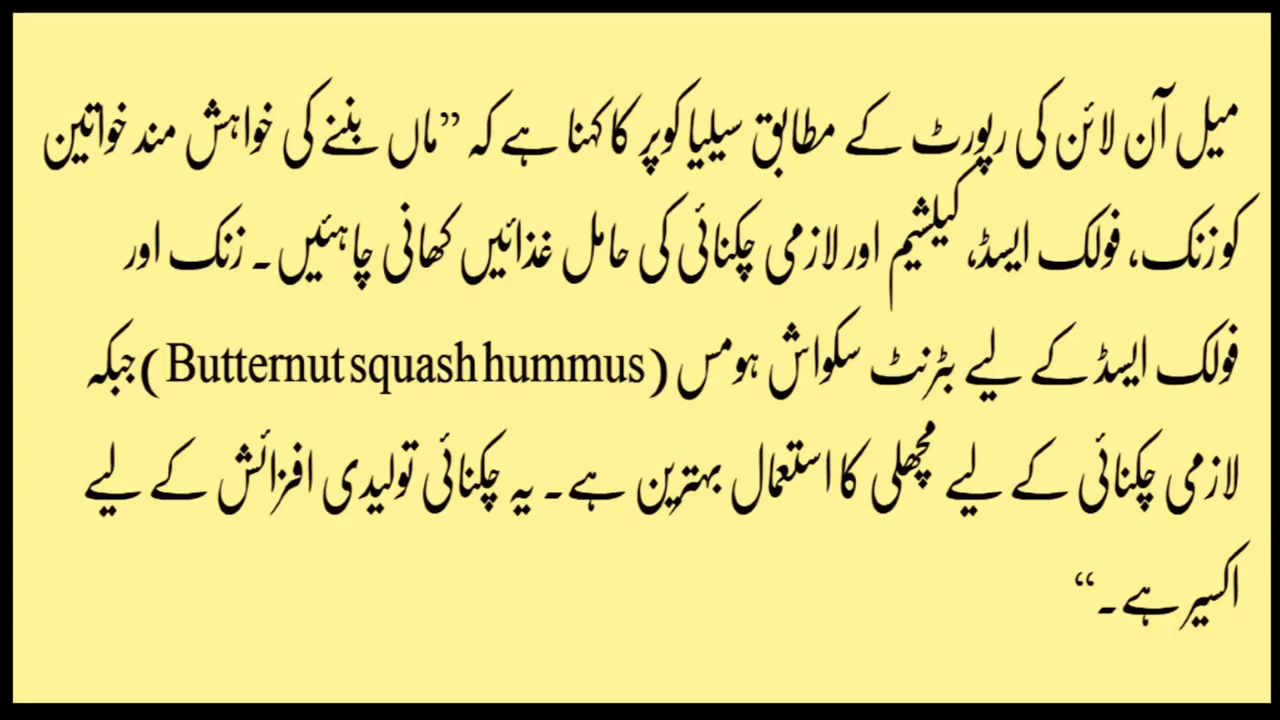 میل آن لائن کی رپورٹ کے مطابق سیلیا کوپر کا کہنا ہے کہ ”ماں بننے کی خواہش مند خواتین
کو زنک، فولک ایسڈ، کیلشیم اور لازمی چکنائی کی حامل غذائیں کھانی چاہئیں۔ زنک اور
فولک ایسڈ کے لیے بٹرنٹ سکواش ہومس (Butternut squash hummus) جبکہ
لازمی چکنائی کے لیے مچھلی کا استعمال بہترین ہے۔ یہ چکنائی تولیدی افزائش کے لیے
اکسیر ہے۔“